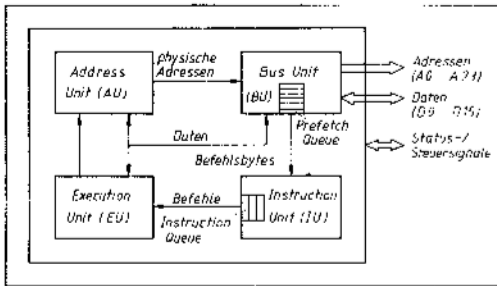 Address
Unit (AU)
physische
Adressen
Bus Unit
(BU)
Prefetch
Queue
Adressen
(A0 A23)
Daten
(D0 D15)
Status-/
Steuersignale
Daten
Befehlsbytes
Execution
Unit (EU)
Befehle
Instruction
Queue
Instruction
Unit (IU)